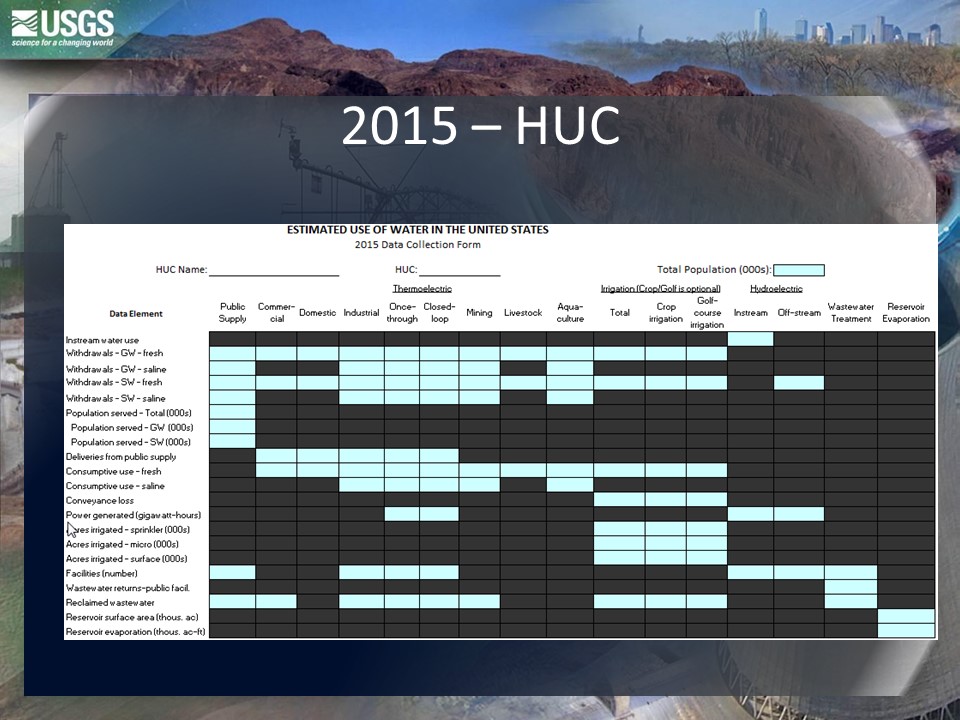 USGS
science for a changing world
2015 – HUC
ESTIMATED USE OF WATER IN THE UNITED STATES
2015 Data Collection Form
HUC Name: HUC: Total Population (000s):
Thermoelectric Irrigation (Crop/Golf is optional) Hydroelectric
Data Element Public Supply Commer-cial Domestic Industrial Once-through Closed-loop Mining Livestock Aqua-culture Total Crop irrigation Golf-course irrigation Instream Off-stream Wastewater Treatment Reservoir Evaporation
Instream water use
Withdrawals - GW - fresh
Withdrawals - GW - saline
Withdrawals - SW - fresh
Withdrawals - SW - saline
Population served - Total (000s)
Population served - GW (000s)
Population served - SW (000s)
Deliveries from public supply
Consumptive use - fresh
Consumptive use - saline
Conveyance loss
Power generated (gigawatt-hours)
Acres irrigated - sprinkler (000s)
Acres irrigated - micro (000s)
Acres irrigated - surface (000s)
Facilities (number)
Wastewater returns-public facil.
Reclaimed wastewater
Reservoir surface area (thous. ac)
Reservoir evaporation (thous. ac-ft)